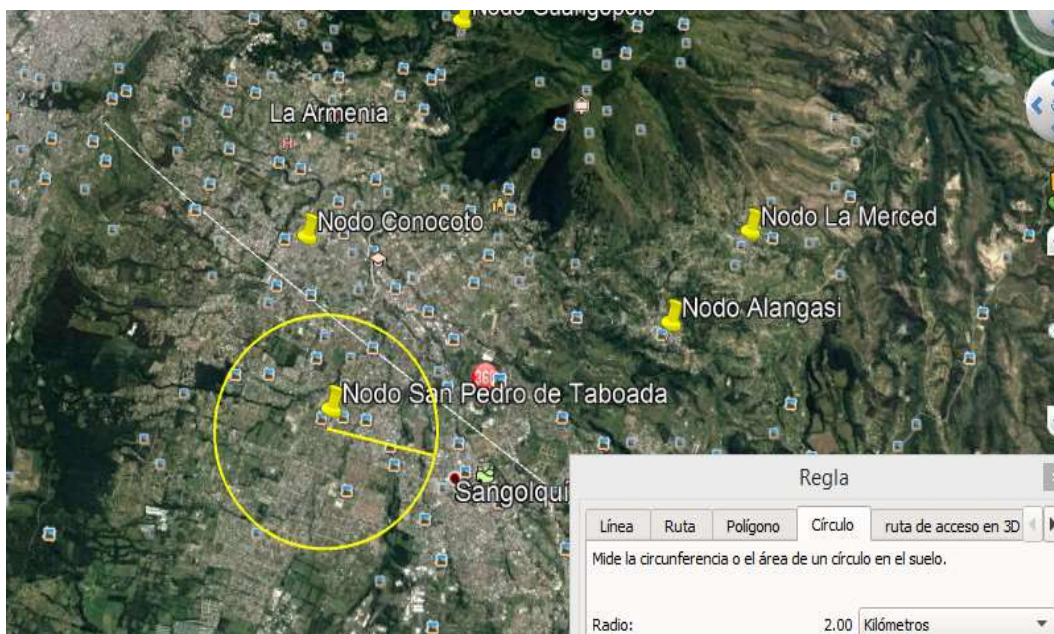 Nodo Guangopolo
La Armenia
Nodo Conocoto
Nodo La Merced
Nodo Alangasi
Nodo San Pedro de Taboada
Sangolquí
Regla
Línea Ruta Polígono Círculo ruta de acceso en 3D
Mide la circunferencia o el área de un círculo en el suelo.
Radio: 2.00 Kilómetros